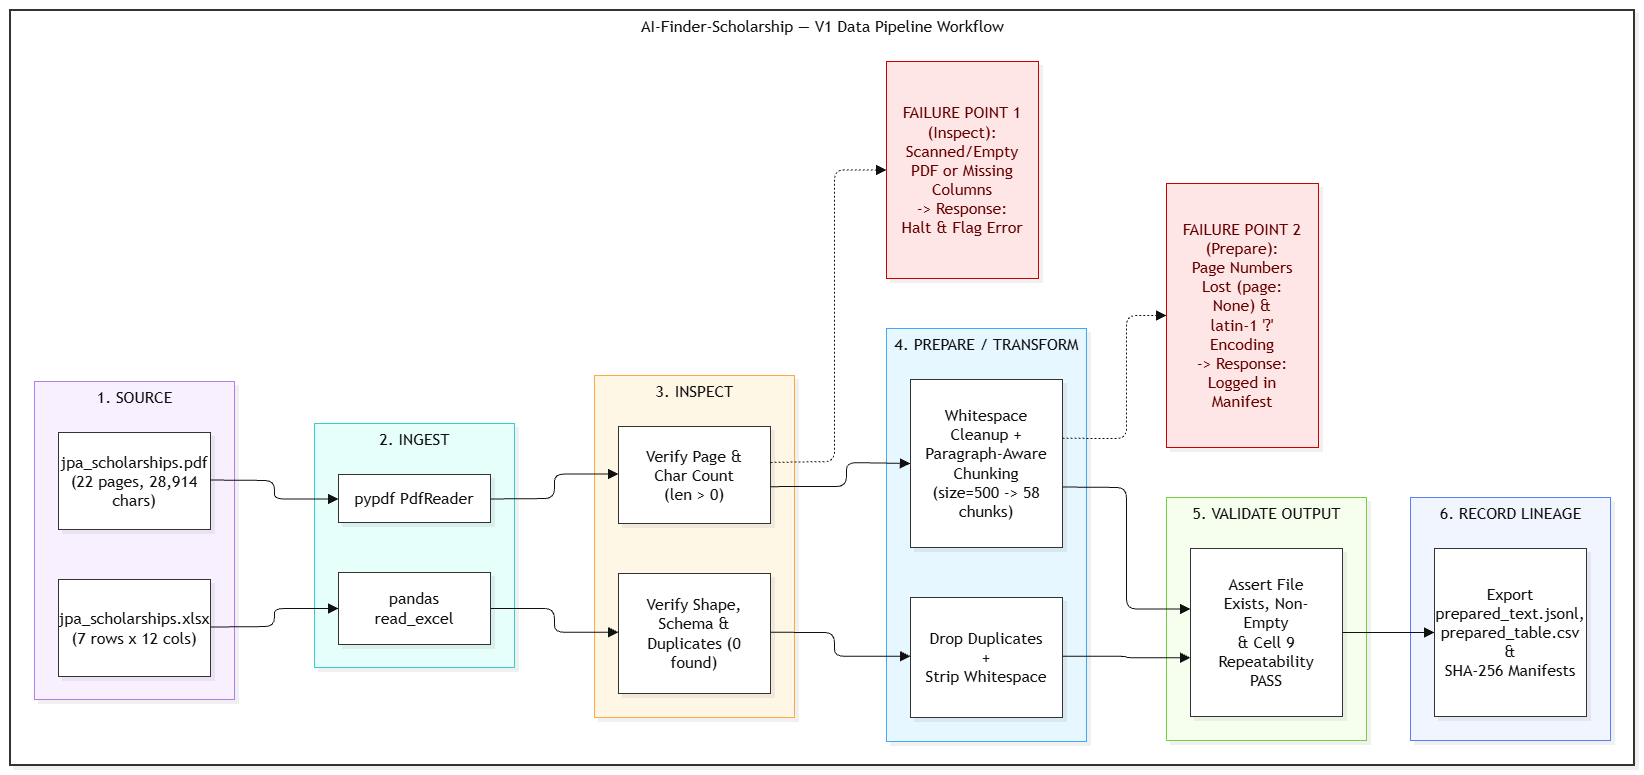 AI-Finder-Scholarship — V1 Data Pipeline Workflow
1. SOURCE
jpa_scholarships.pdf
(22 pages, 28,914
chars)
jpa_scholarships.xlsx
(7 rows x 12 cols)
2. INGEST
pypdf PdfReader
pandas
read_excel
3. INSPECT
Verify Page &
Char Count
(len > 0)
Verify Shape,
Schema &
Duplicates (0
found)
FAILURE POINT 1
(Inspect):
Scanned/Empty
PDF or Missing
Columns
-> Response:
Halt & Flag Error
4. PREPARE / TRANSFORM
Whitespace
Cleanup +
Paragraph-Aware
Chunking
(size=500 -> 58
chunks)
Drop Duplicates
+
Strip Whitespace
FAILURE POINT 2
(Prepare):
Page Numbers
Lost (page:
None) &
latin-1 '?'
Encoding
-> Response:
Logged in
Manifest
5. VALIDATE OUTPUT
Assert File
Exists, Non-
Empty
& Cell 9
Repeatability
PASS
6. RECORD LINEAGE
Export
prepared_text.jsonl,
prepared_table.csv
&
SHA-256 Manifests